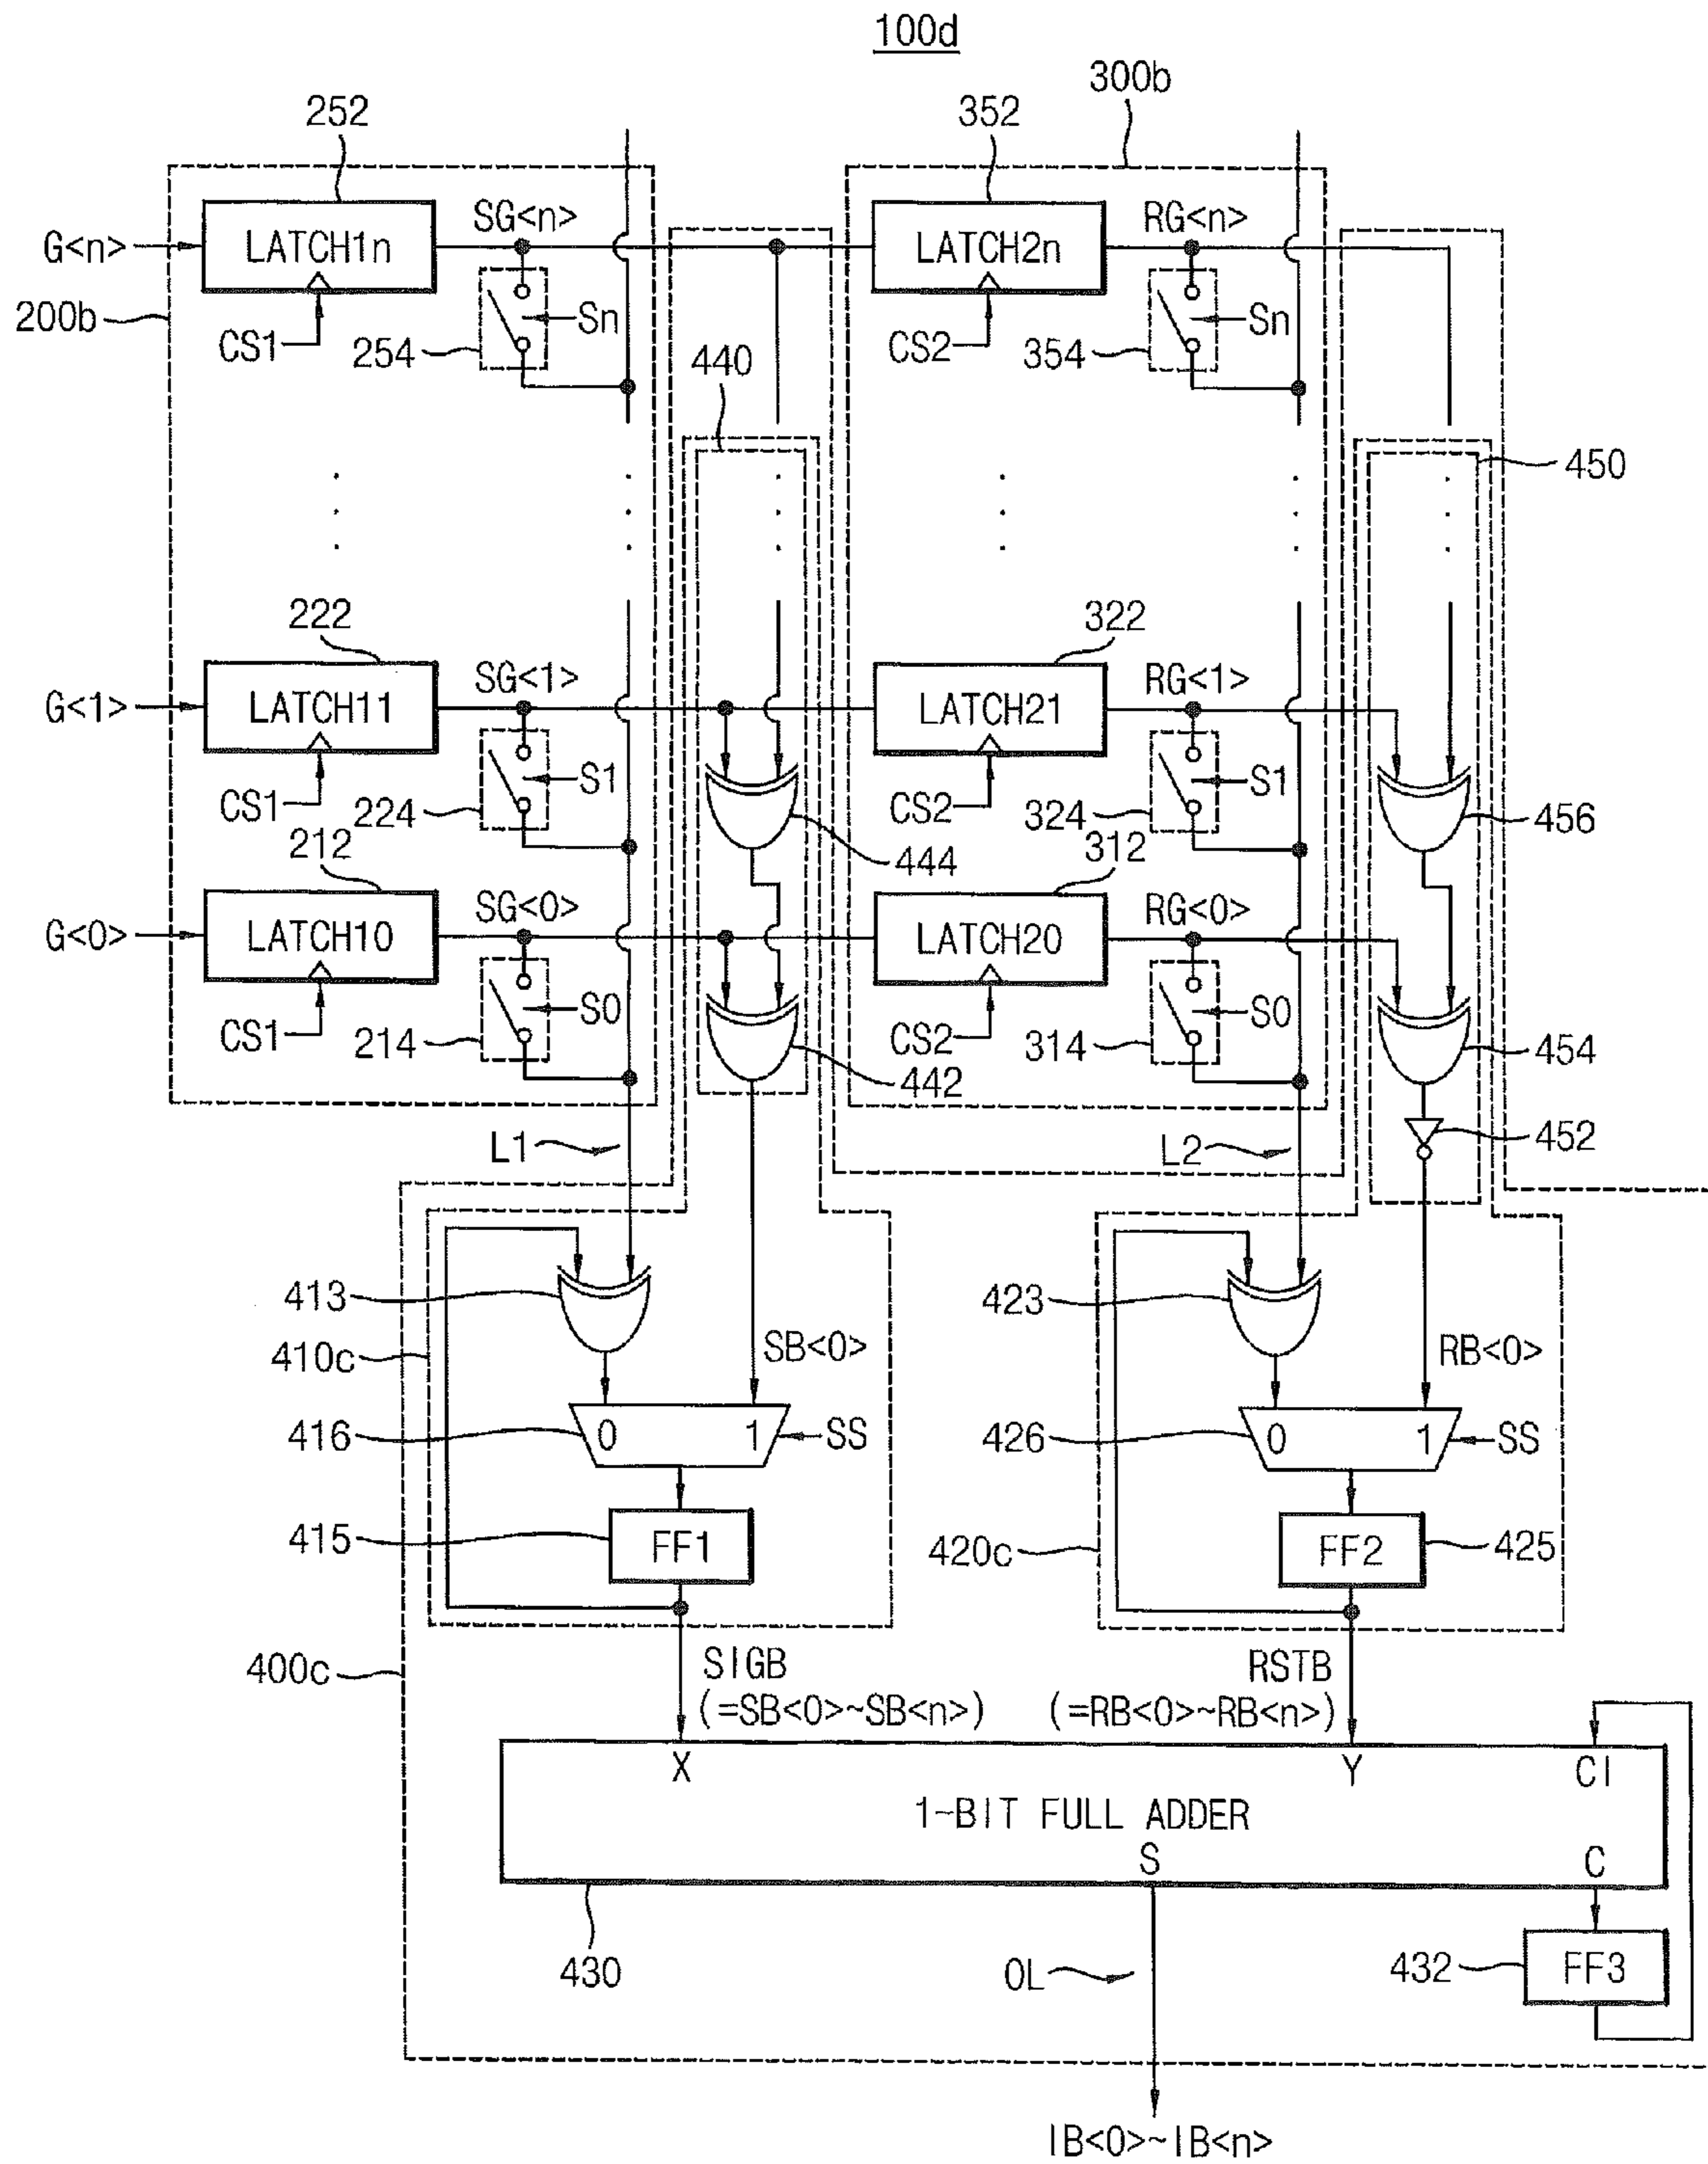 100d
300b
252
352
G<n>
LATCH1n
SG<n>
LATCH2n
RG<n>
200b
CS1
254
Sn
440
CS2
354
Sn
450
222
322
G<1>
LATCH11
SG<1>
LATCH21
RG<1>
CS1
224
S1
444
CS2
324
S1
456
212
312
G<0>
LATCH10
SG<0>
LATCH20
RG<0>
CS1
214
S0
442
CS2
314
S0
454
452
L1
L2
413
423
410c
SB<0>
RB<0>
416
0
1
SS
426
0
1
SS
415
FF1
420c
FF2
425
400c
SIGB
(=SB<0>~SB<n>)
RSTB
(=RB<0>~RB<n>)
X
Y
CI
1-BIT FULL ADDER
S
C
430
OL
432
FF3
IB<0>~IB<n>